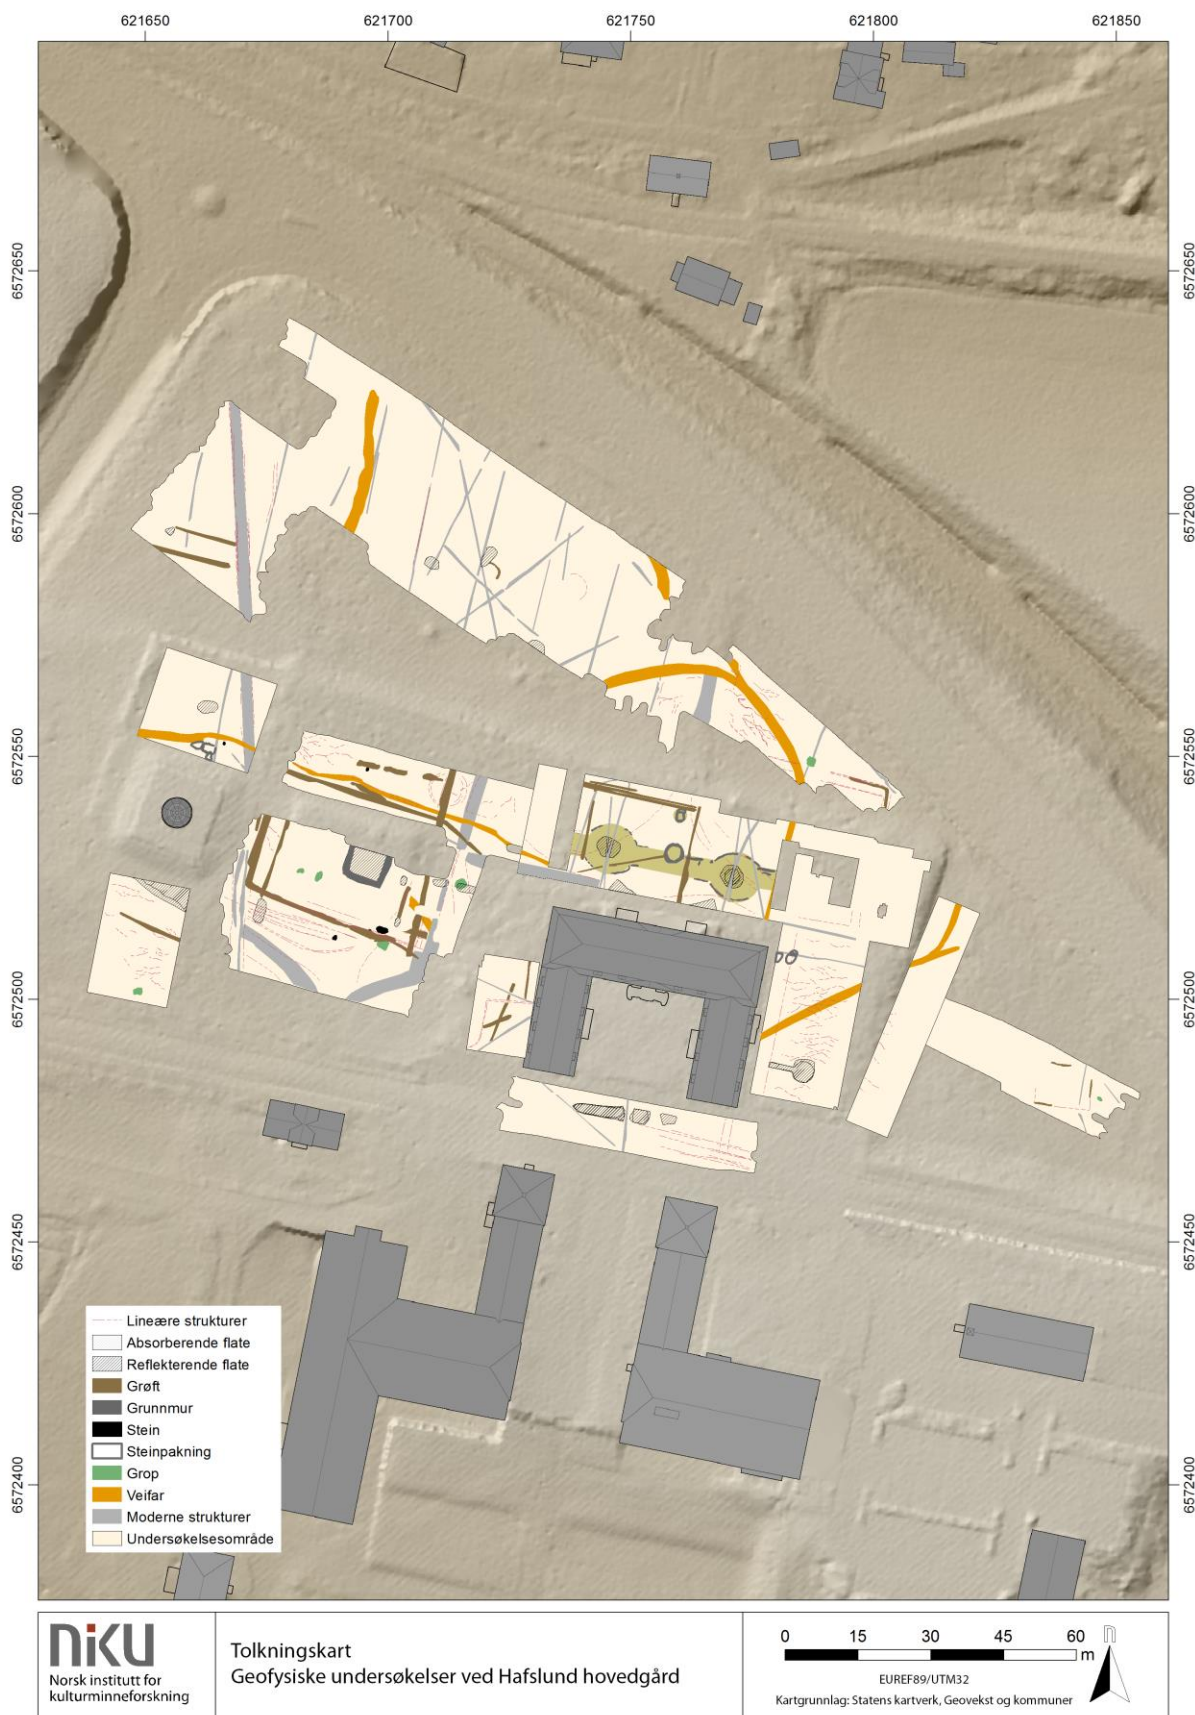 621650 621700 621750 621800 621850
6572650 6572650
6572600 6572600
6572550 6572550
6572500 6572500
6572450 6572450
6572400 6572400
Lineære strukturer
Absorberende flate
Reflekterende flate
Grøft
Grunnmur
Stein
Steinpakning
Grop
Veifar
Moderne strukturer
Undersøkelsesområde
niku
Norsk institutt for
kulturminneforskning
Tolkningskart
Geofysiske undersøkelser ved Hafslund hovedgård
0 15 30 45 60
m
n
EUREF89/UTM32
Kartgrunnlag: Statens kartverk, Geovekst og kommuner